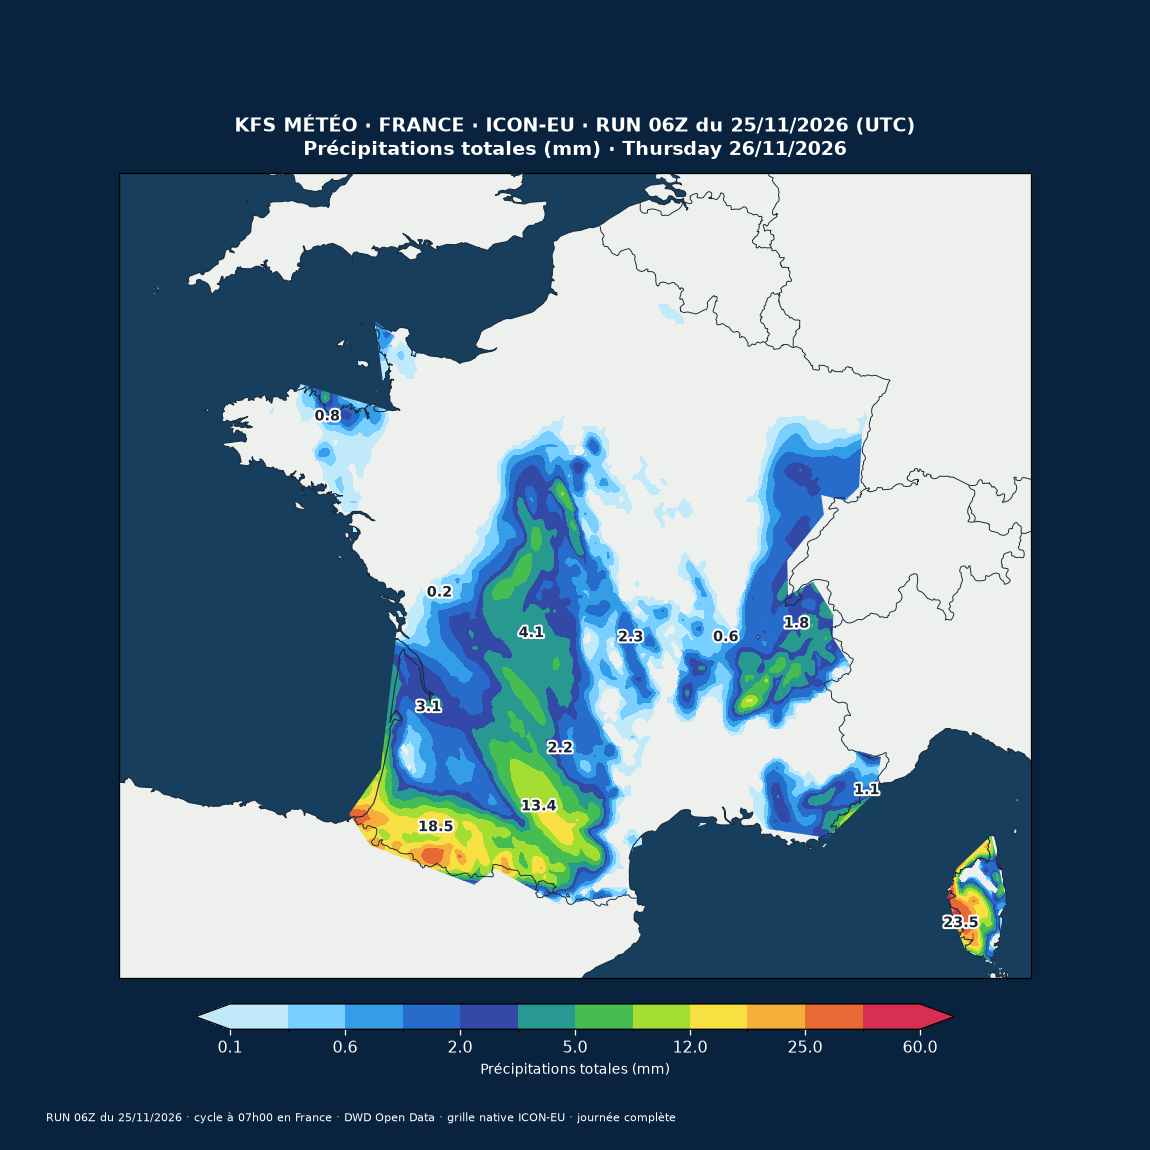 KFS MÉTÉO · FRANCE · ICON-EU · RUN 06Z du 25/11/2026 (UTC)
Précipitations totales (mm) · Thursday 26/11/2026
0.8
0.2
4.1
2.3
0.6
1.8
3.1
2.2
1.1
13.4
18.5
23.5
0.1 0.6 2.0 5.0 12.0 25.0 60.0
Précipitations totales (mm)
RUN 06Z du 25/11/2026 · cycle à 07h00 en France · DWD Open Data · grille native ICON-EU · journée complète